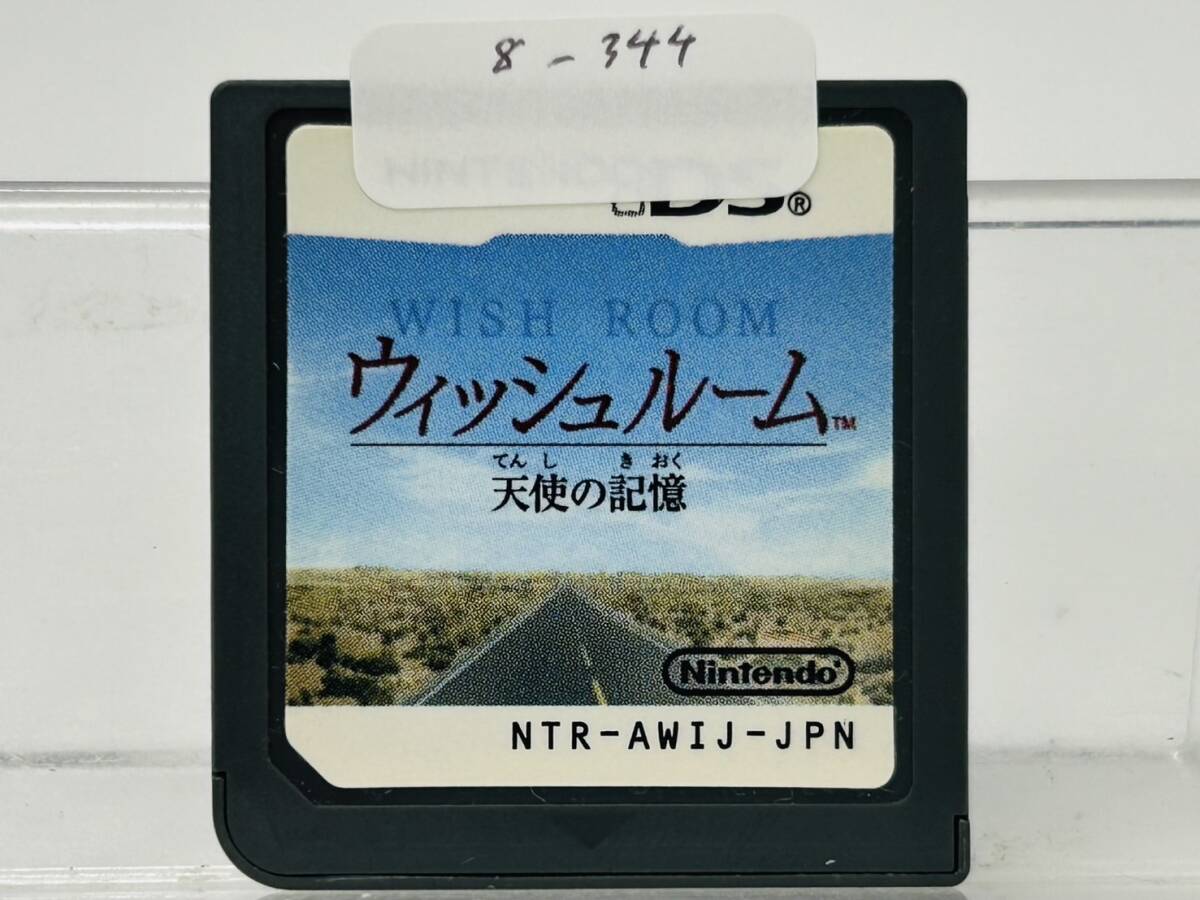 8-344
DS®
WISH ROOM
ウィッシュルーム™
てんし きおく
天使の記憶
Nintendo®
NTR-AWIJ-JPN